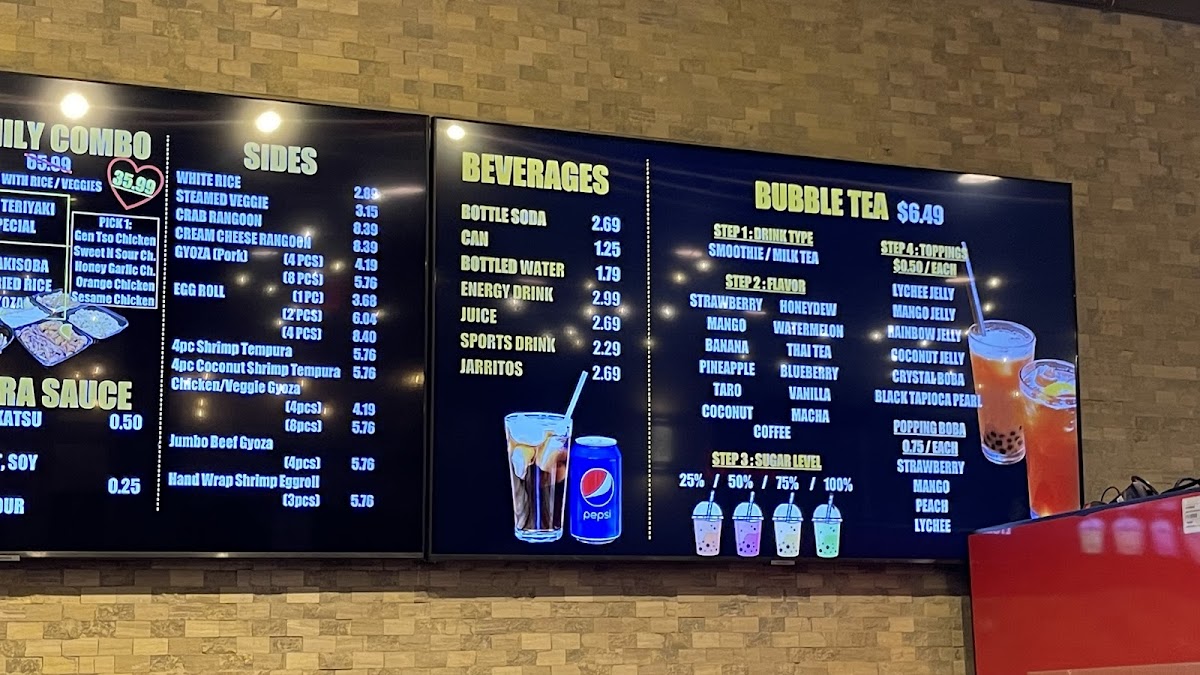 ILY COMBO
65.99
35.99
WITH RICE / VEGGIES
TERIYAKI
PECIAL
PICK 1:
Gen Tso Chicken
Sweet N Sour Ch.
Honey Garlic Ch.
Orange Chicken
Sesame Chicken
AKISOBA
RIED RICE
YOZA
RA SAUCE
KATSU 0.50
, SOY
0.25
OUR
SIDES
WHITE RICE 2.89
STEAMED VEGGIE 3.15
CRAB RANGOON 8.39
CREAM CHEESE RANGOON 8.39
GYOZA (Pork) (4 PCS) 4.19
(8 PCS) 5.76
EGG ROLL (1 PC) 3.68
(2 PCS) 6.04
(4 PCS) 8.40
4pc Shrimp Tempura 5.76
4pc Coconut Shrimp Tempura 5.76
Chicken/Veggie Gyoza
(4pcs) 4.19
(8pcs) 5.76
Jumbo Beef Gyoza
(4pcs) 5.76
Hand Wrap Shrimp Eggroll
(3pcs) 5.76
BEVERAGES
BOTTLE SODA 2.69
CAN 1.25
BOTTLED WATER 1.79
ENERGY DRINK 2.99
JUICE 2.69
SPORTS DRINK 2.29
JARRITOS 2.69
pepsi
BUBBLE TEA $6.49
STEP 1 : DRINK TYPE
SMOOTHIE / MILK TEA
STEP 2 : FLAVOR
STRAWBERRY HONEYDEW
MANGO WATERMELON
BANANA THAI TEA
PINEAPPLE BLUEBERRY
TARO VANILLA
COCONUT MACHA
COFFEE
STEP 3 : SUGAR LEVEL
25% / 50% / 75% / 100%
STEP 4 : TOPPINGS
$0.50 / EACH
LYCHEE JELLY
MANGO JELLY
RAINBOW JELLY
COCONUT JELLY
CRYSTAL BOBA
BLACK TAPIOCA PEARL
POPPING BOBA
0.75 / EACH
STRAWBERRY
MANGO
PEACH
LYCHEE